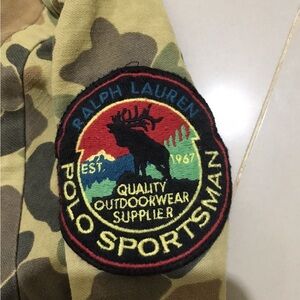 RALPH LAUREN
EST. 1967
QUALITY
OUTDOORWEAR
SUPPLIER
POLO SPORTSMAN